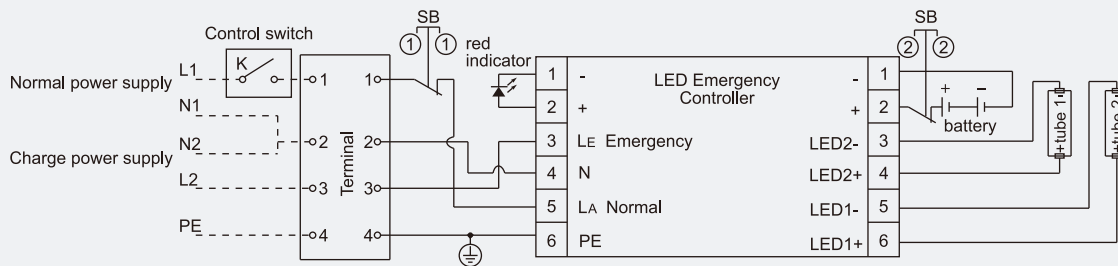 SB
① ①
SB
② ②
Control switch
red
indicator
K
Normal power supply
L1
N1
Charge power supply
N2
L2
PE
1
2
3
4
Terminal
1
2
3
4
LED Emergency
Controller
1 -
2 +
3 LE Emergency
4 N
5 LA Normal
6 PE
- 1
+ 2
LED2- 3
LED2+ 4
LED1- 5
LED1+ 6
+ -
battery
+tube 1-
+tube 2-